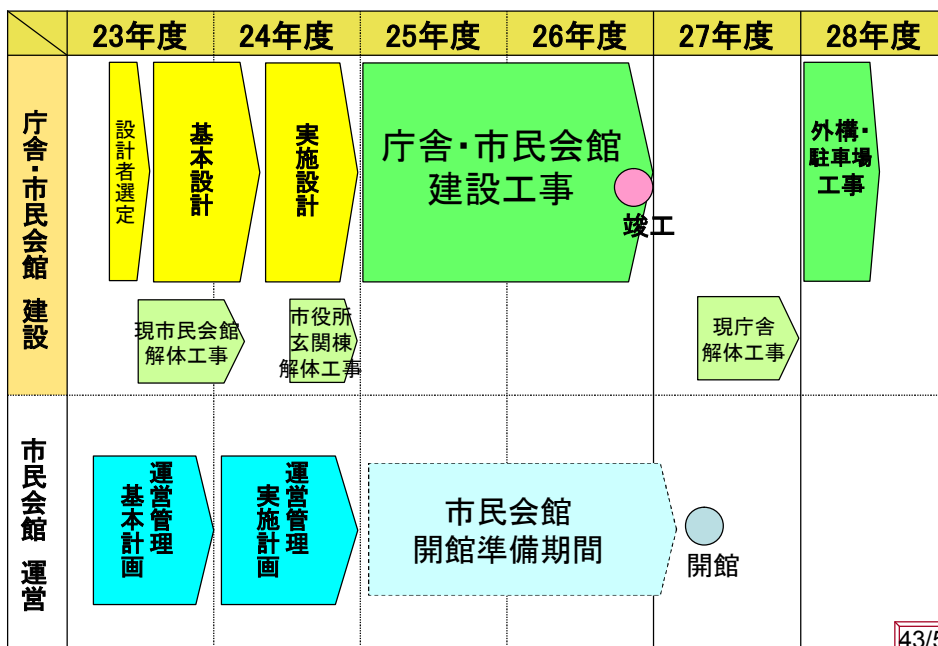 23年度
24年度
25年度
26年度
27年度
28年度
庁舎・市民会館 建設
設計者選定
基本設計
実施設計
庁舎・市民会館
建設工事
竣工
外構・
駐車場
工事
現市民会館
解体工事
市役所
玄関棟
解体工事
現庁舎
解体工事
市民会館 運営
運営管理
基本計画
運営管理
実施計画
市民会館
開館準備期間
開館
43/5